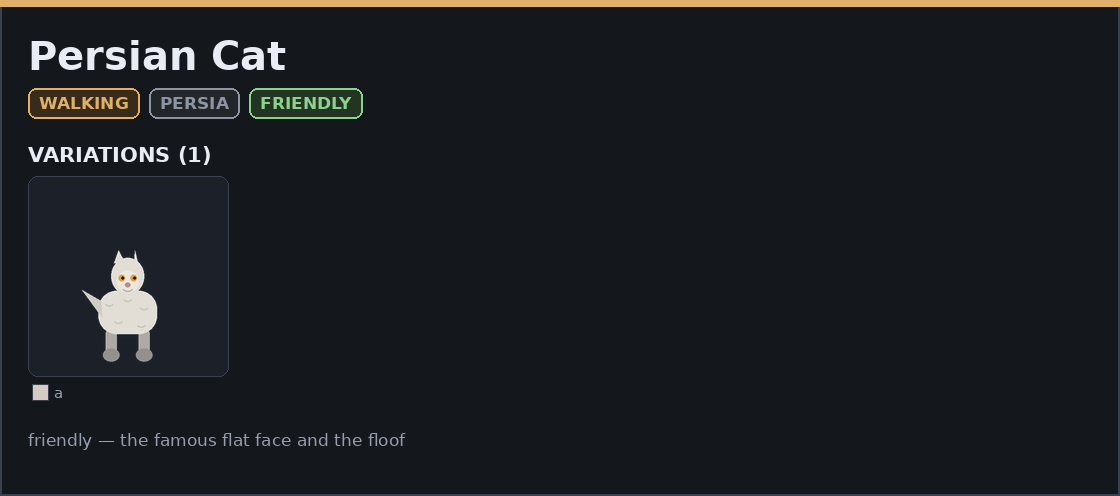 Persian Cat
WALKING PERSIA FRIENDLY
VARIATIONS (1)
a
friendly — the famous flat face and the floof